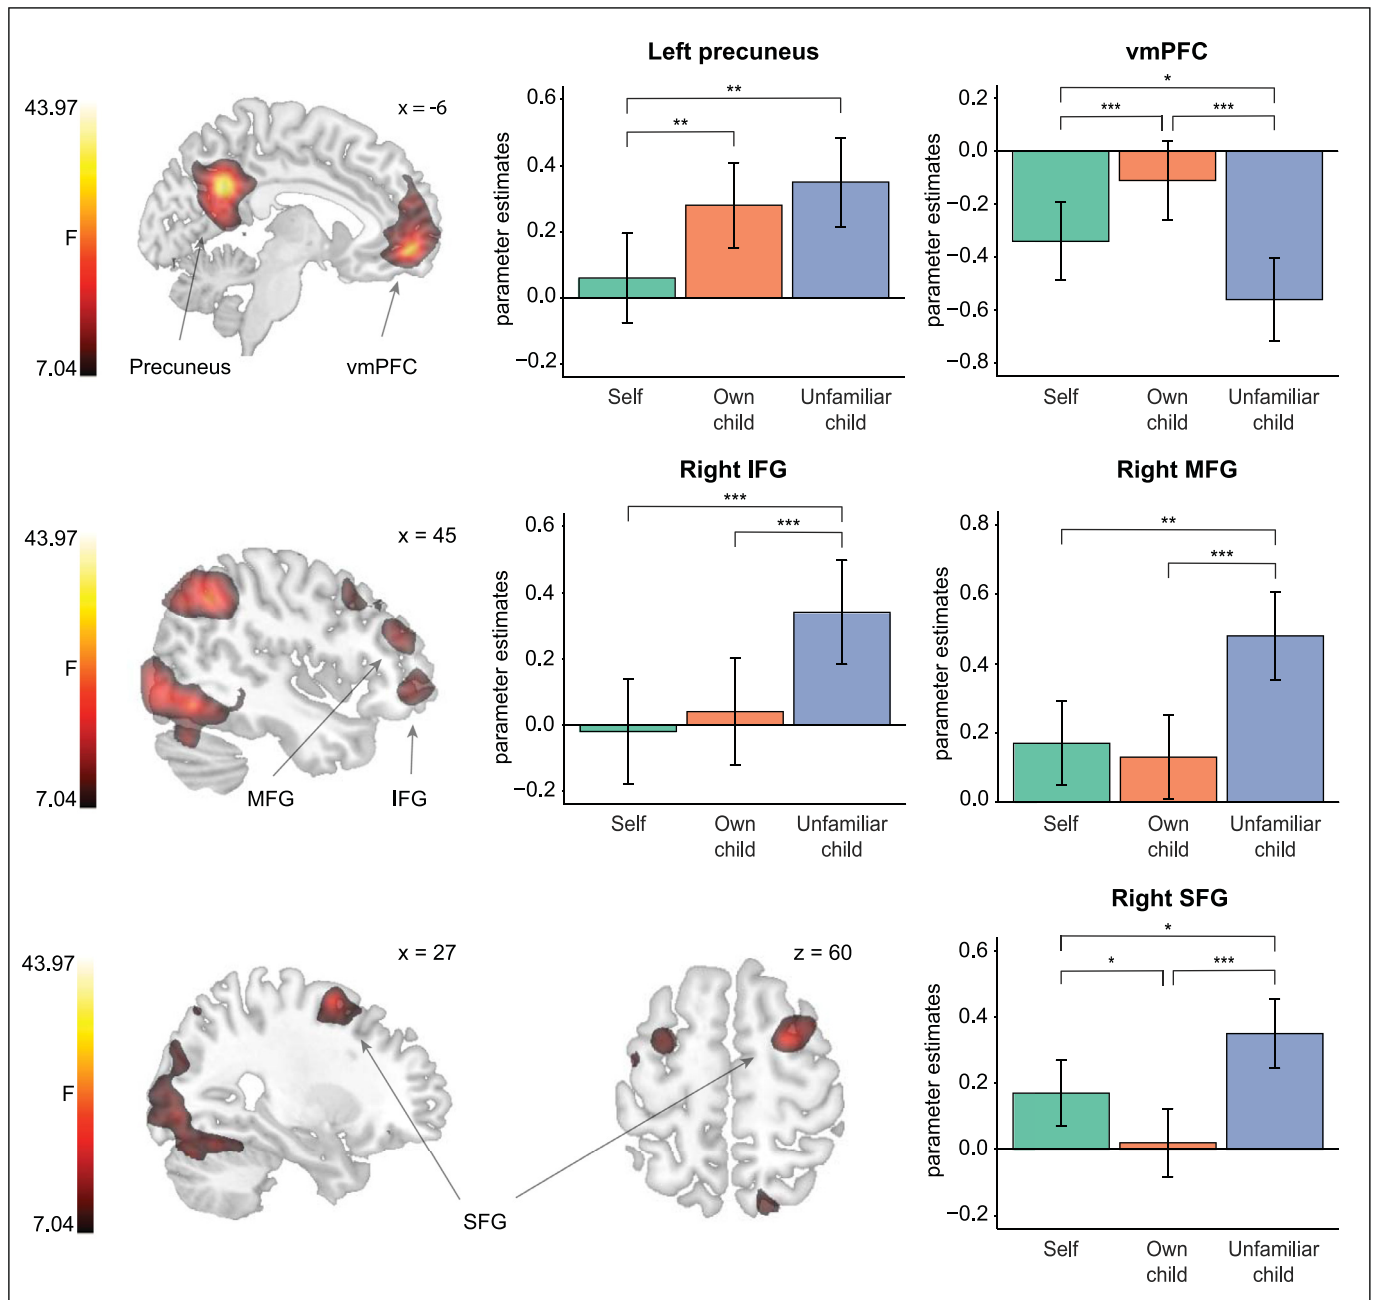 43.97
F
7.04
x = -6
Precuneus
vmPFC
Left precuneus
parameter estimates
0.6
0.4
0.2
0.0
−0.2
**
**
Self
Own child
Unfamiliar child
vmPFC
parameter estimates
0.2
0.0
−0.2
−0.4
−0.6
−0.8
*
***
***
Self
Own child
Unfamiliar child
43.97
F
7.04
x = 45
MFG
IFG
Right IFG
parameter estimates
0.6
0.4
0.2
0.0
−0.2
***
***
Self
Own child
Unfamiliar child
Right MFG
parameter estimates
0.8
0.6
0.4
0.2
0.0
**
***
Self
Own child
Unfamiliar child
43.97
F
7.04
x = 27
z = 60
SFG
Right SFG
parameter estimates
0.6
0.4
0.2
0.0
−0.2
*
*
***
Self
Own child
Unfamiliar child